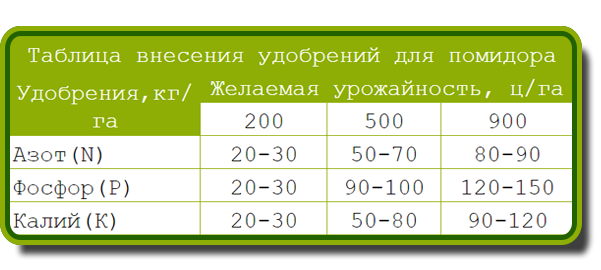 Таблица внесения удобрений для помидора
Удобрения,кг/га Желаемая урожайность, ц/га
200 500 900
Азот(N) 20-30 50-70 80-90
Фосфор(P) 20-30 90-100 120-150
Калий(К) 20-30 50-80 90-120